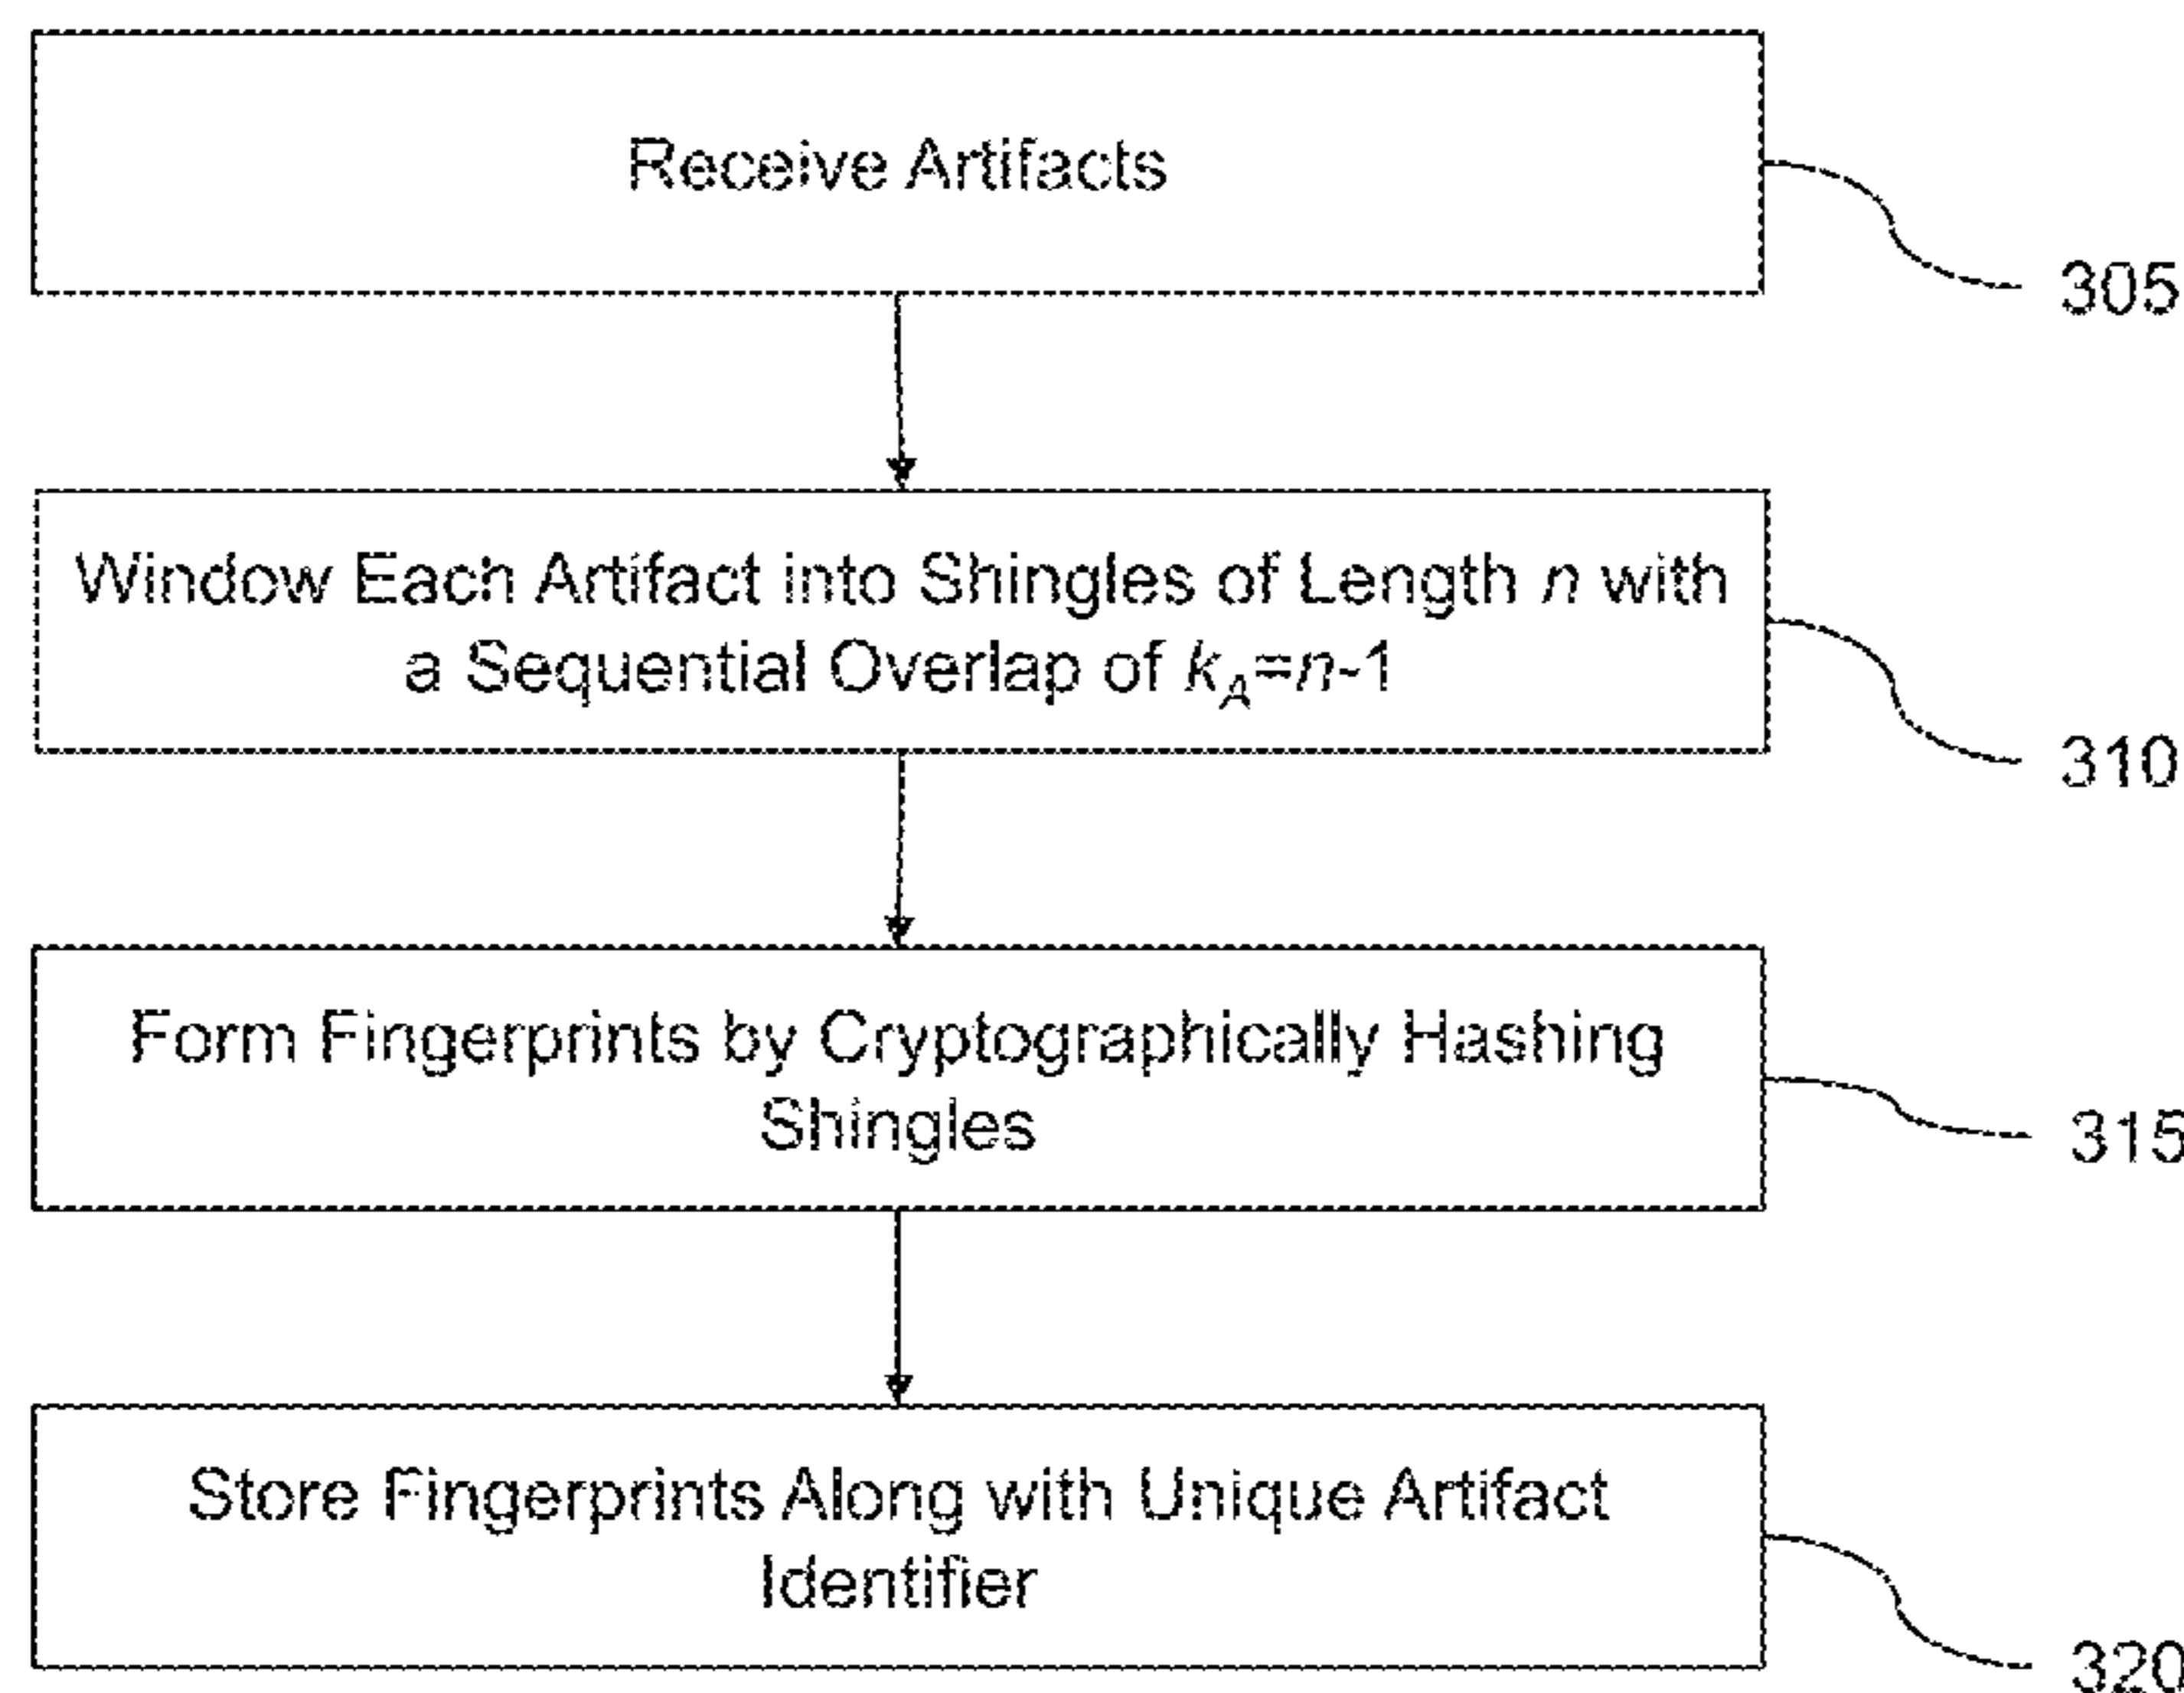 Receive Artifacts
305
Window Each Artifact into Shingles of Length n with
a Sequential Overlap of kA=n-1
310
Form Fingerprints by Cryptographically Hashing
Shingles
315
Store Fingerprints Along with Unique Artifact
Identifier
320